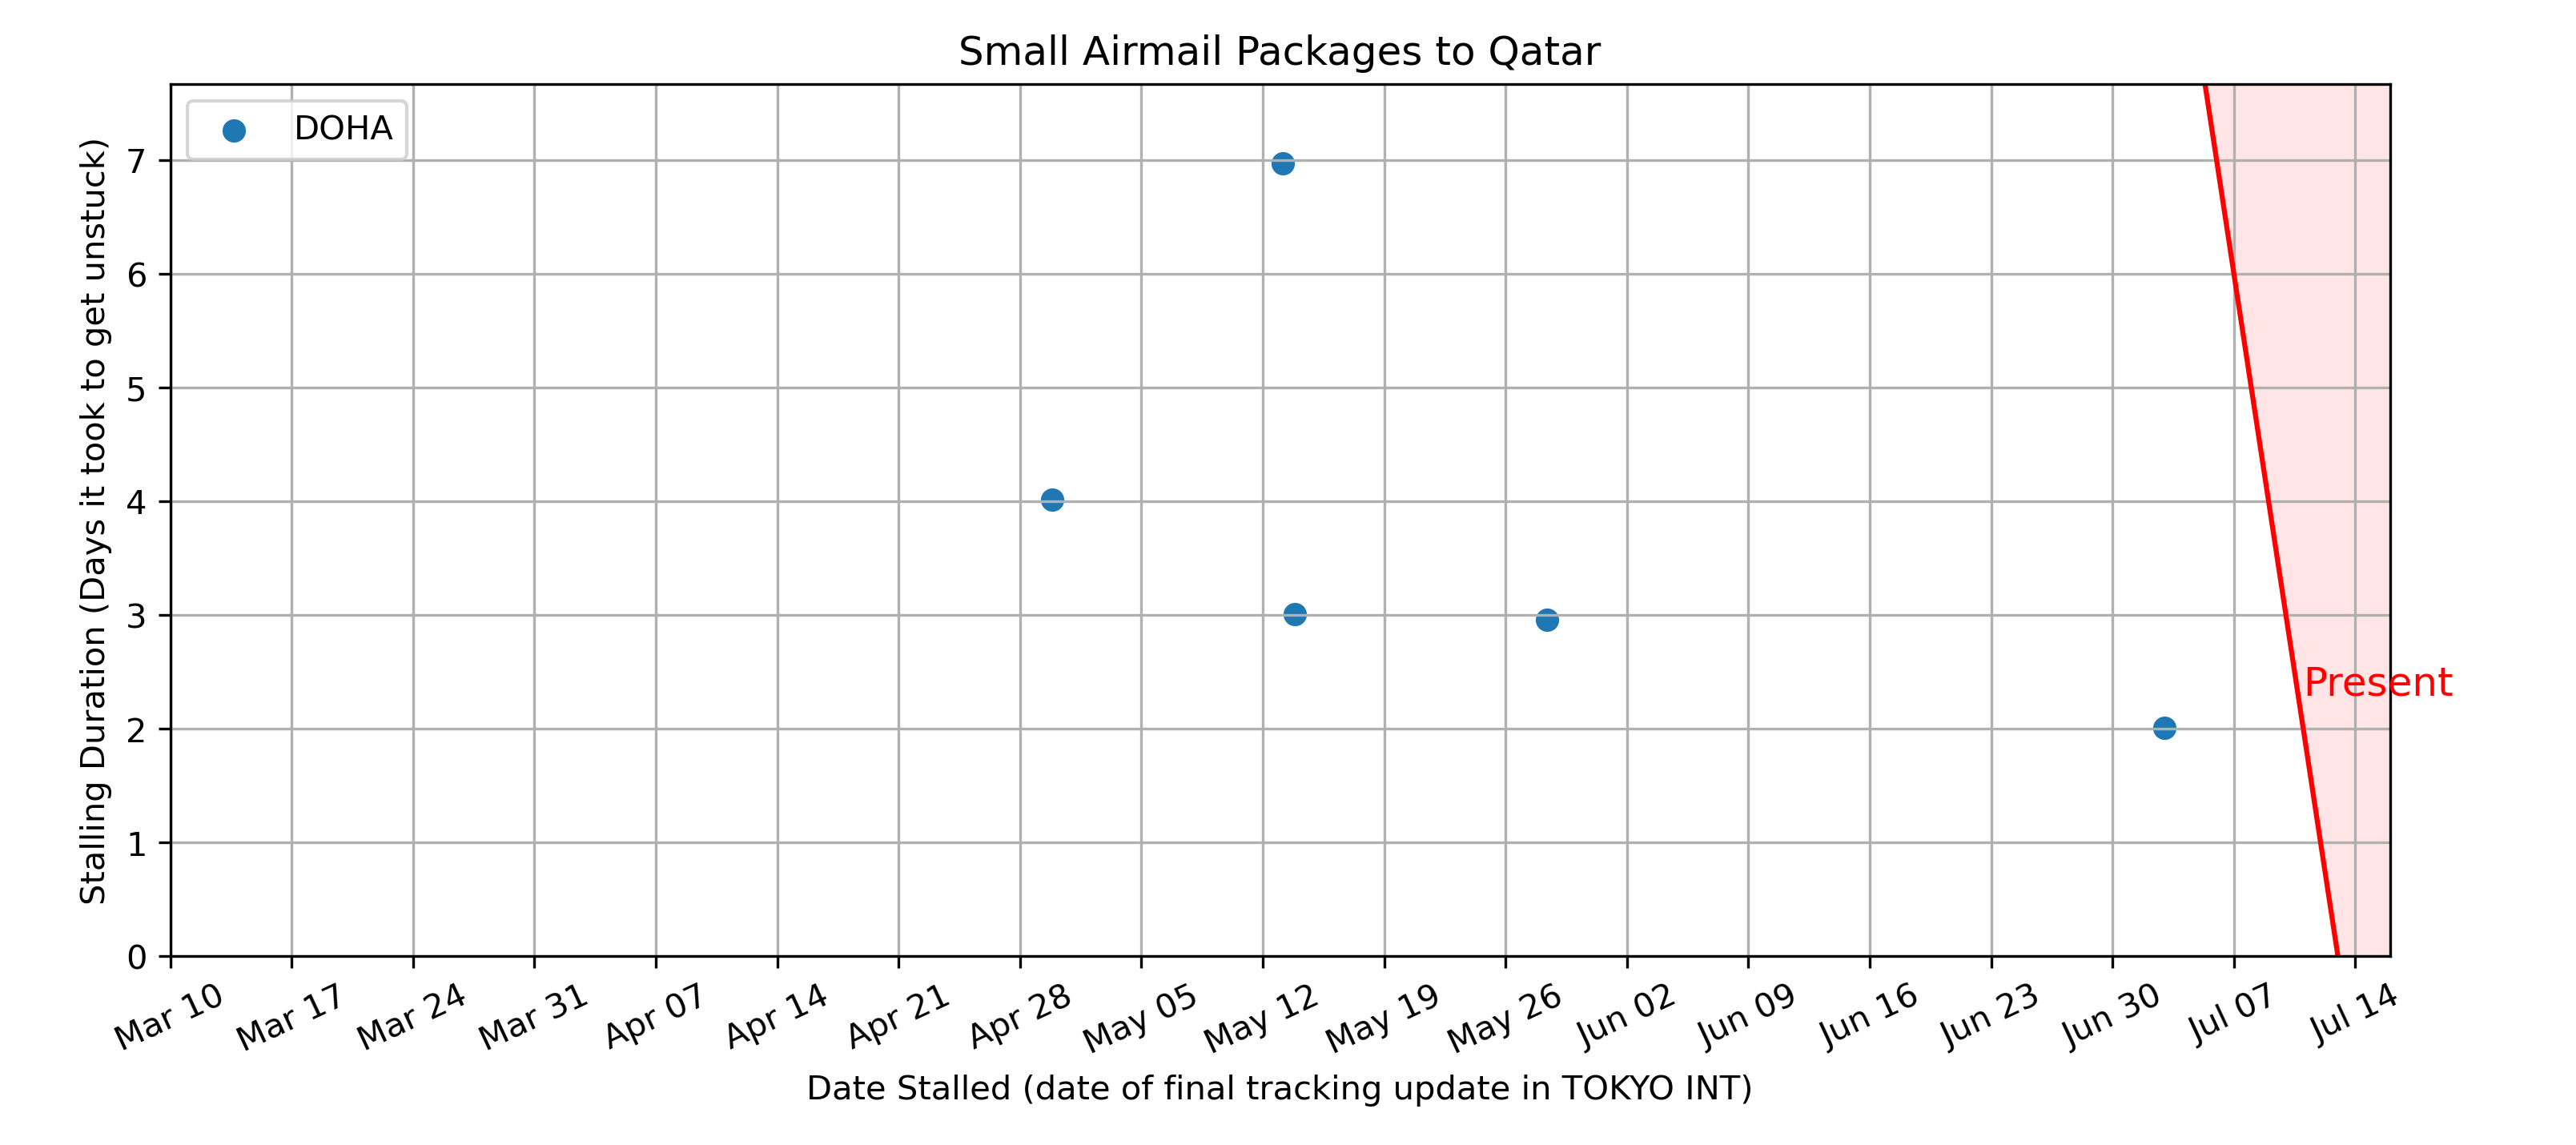 Small Airmail Packages to Qatar
DOHA
Stalling Duration (Days it took to get unstuck)
7
6
5
4
3
2
1
0
Present
Mar 10 Mar 17 Mar 24 Mar 31 Apr 07 Apr 14 Apr 21 Apr 28 May 05 May 12 May 19 May 26 Jun 02 Jun 09 Jun 16 Jun 23 Jun 30 Jul 07 Jul 14
Date Stalled (date of final tracking update in TOKYO INT)